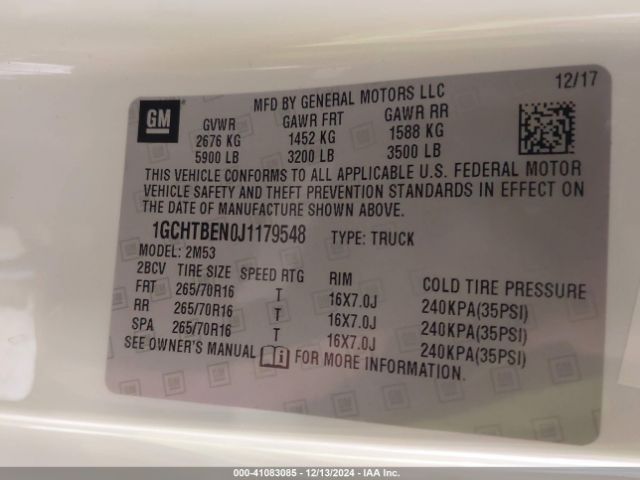 12/17
GM
MFD BY GENERAL MOTORS LLC
GVWR GAWR FRT GAWR RR
2676 KG 1452 KG 1588 KG
5900 LB 3200 LB 3500 LB
THIS VEHICLE CONFORMS TO ALL APPLICABLE U.S. FEDERAL MOTOR
VEHICLE SAFETY AND THEFT PREVENTION STANDARDS IN EFFECT ON
THE DATE OF MANUFACTURE SHOWN ABOVE.
1GCHTBEN0J1179548 TYPE: TRUCK
MODEL: 2M53
2BCV TIRE SIZE SPEED RTG RIM COLD TIRE PRESSURE
FRT 265/70R16 T 16X7.0J 240KPA(35PSI)
RR 265/70R16 T 16X7.0J 240KPA(35PSI)
SPA 265/70R16 T 16X7.0J 240KPA(35PSI)
SEE OWNER'S MANUAL i FOR MORE INFORMATION.
000-41083085 - 12/13/2024 - IAA Inc.